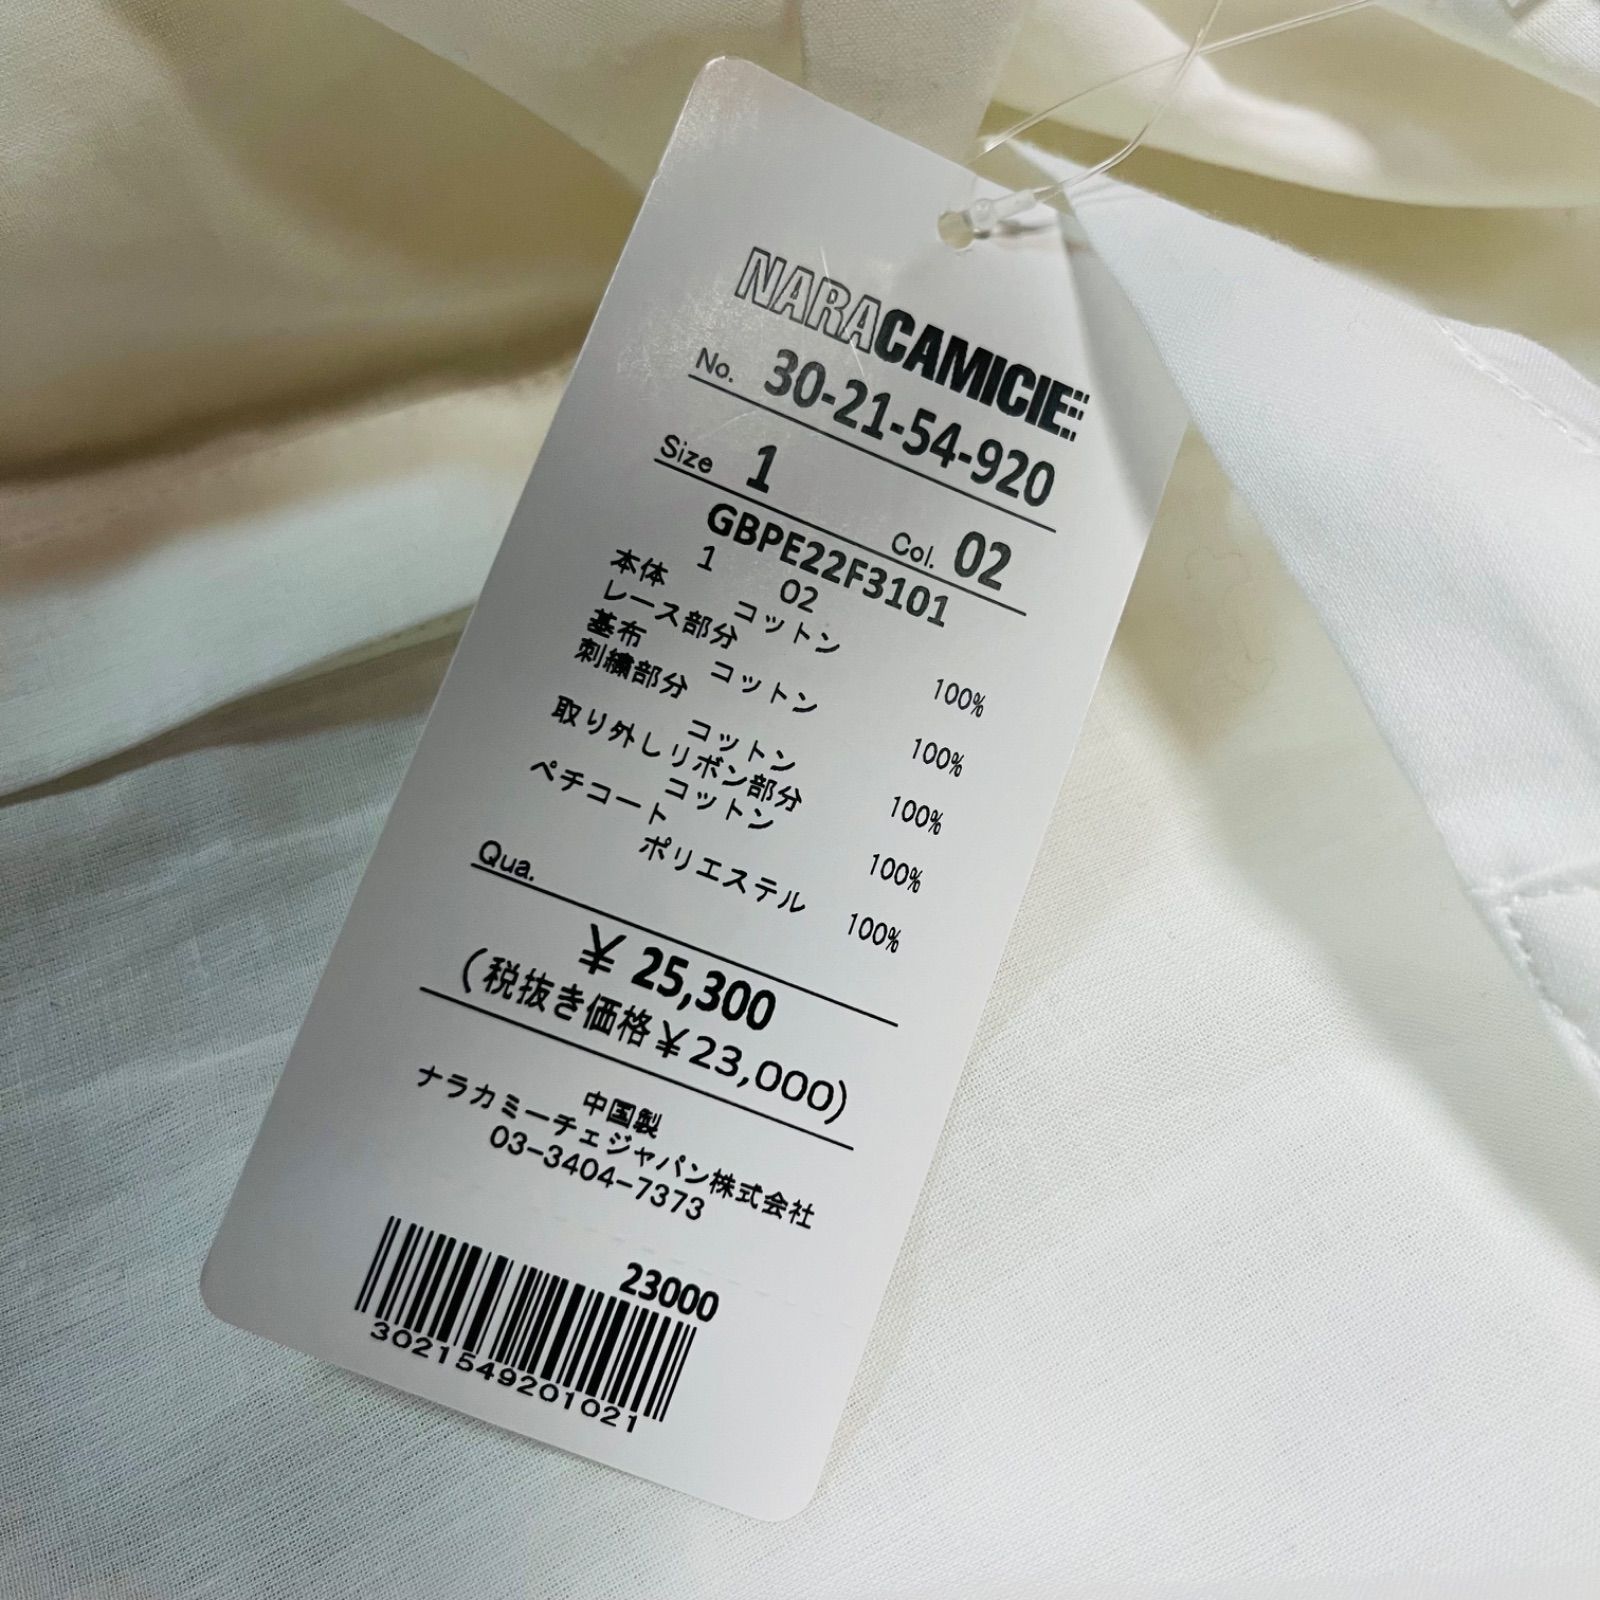 NARACAMICIE
No. 30-21-54-920
Size 1 Col. 02
GBPE22F3101
1 02
本体 コットン 100%
レース部分
基布 コットン 100%
刺繍部分
コットン 100%
取り外しリボン部分
コットン 100%
ペチコート
ポリエステル 100%
Qua.
¥ 25,300
(税抜き価格¥23,000)
中国製
ナラカミーチェジャパン株式会社
03-3404-7373
23000
3021549201021